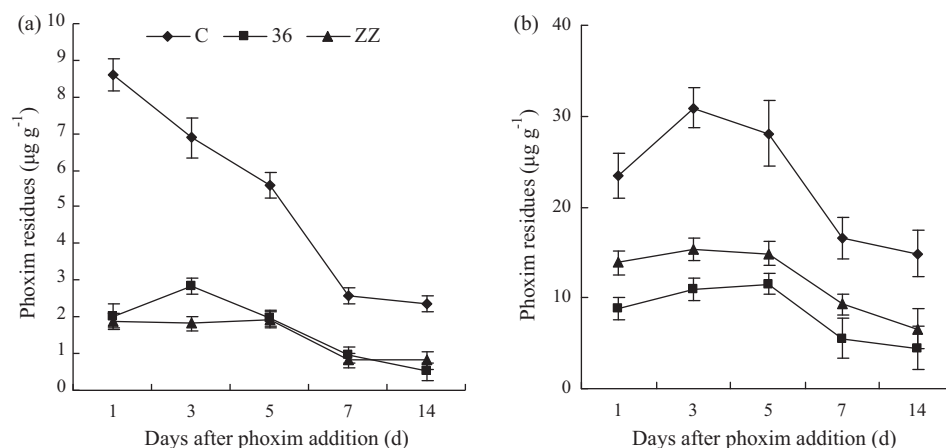 (a)
C 36 ZZ
Phoxim residues (µg g⁻¹)
10
9
8
7
6
5
4
3
2
1
0
1 3 5 7 14
Days after phoxim addition (d)
(b)
Phoxim residues (µg g⁻¹)
40
30
20
10
0
1 3 5 7 14
Days after phoxim addition (d)